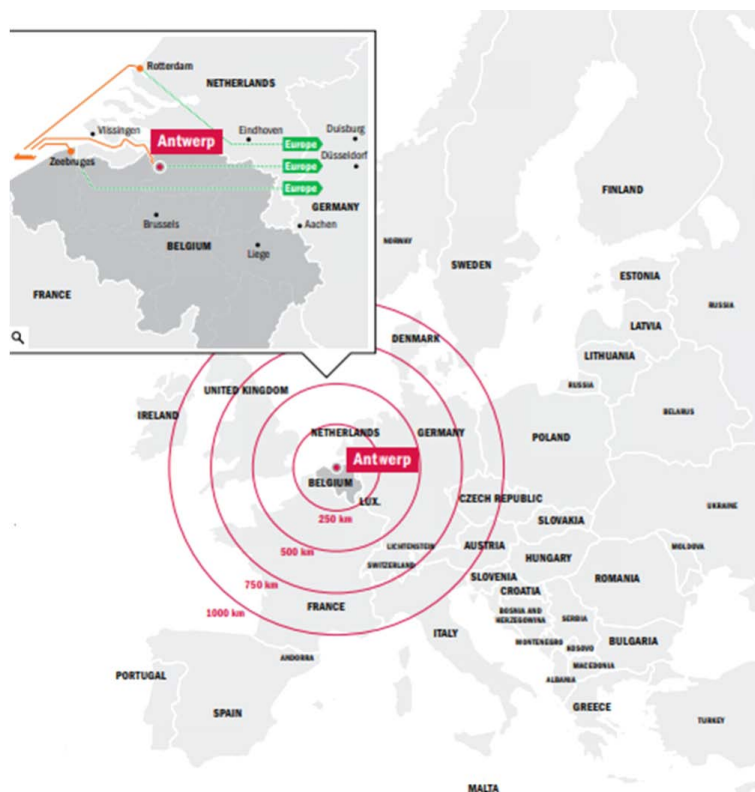 Rotterdam
NETHERLANDS
Vlissingen
Antwerp
Eindhoven
Duisburg
Europe
Zeebruges
Europe
Düsseldorf
Europe
GERMANY
Brussels
Aachen
BELGIUM
Liege
FRANCE
FINLAND
NORWAY
SWEDEN
ESTONIA
RUSSIA
LATVIA
DENMARK
LITHUANIA
RUSSIA
UNITED KINGDOM
BELARUS
IRELAND
NETHERLANDS
GERMANY
POLAND
Antwerp
BELGIUM
LUX.
CZECH REPUBLIC
UKRAINE
250 km
SLOVAKIA
500 km
LICHTENSTEIN
AUSTRIA
MOLDOVA
HUNGARY
SWITZERLAND
750 km
SLOVENIA
ROMANIA
CROATIA
1000 km
FRANCE
BOSNIA AND
HERZEGOWINA
SERBIA
ITALY
MONTENEGRO
BULGARIA
KOSOVO
ANDORRA
MACEDONIA
PORTUGAL
ALBANIA
SPAIN
GREECE
TURKEY
MALTA